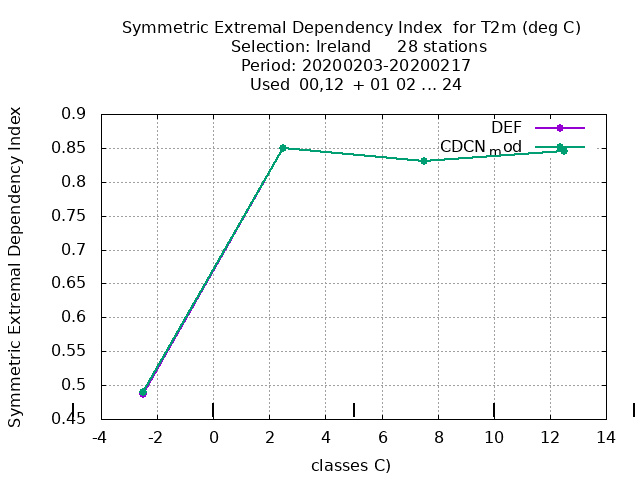 Symmetric Extremal Dependency Index  for T2m (deg C)
Selection: Ireland     28 stations
Period: 20200203-20200217
Used  00,12  + 01 02 ... 24
Symmetric Extremal Dependency Index
0.9
0.85
0.8
0.75
0.7
0.65
0.6
0.55
0.5
0.45
DEF
CDCN_mod
-4 -2 0 2 4 6 8 10 12 14
classes C)